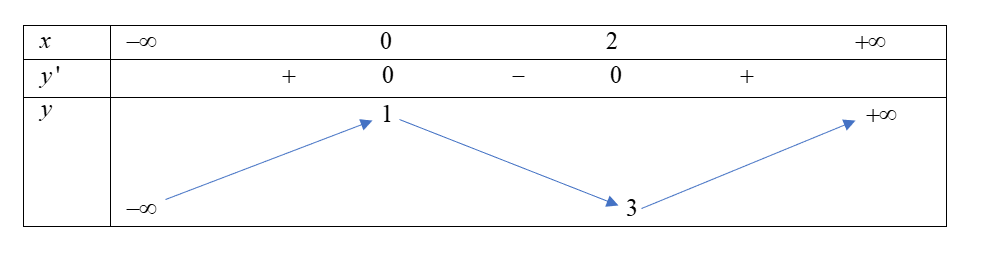 x −∞ 0 2 +∞
y' + 0 − 0 +
y 1 +∞
−∞ 3